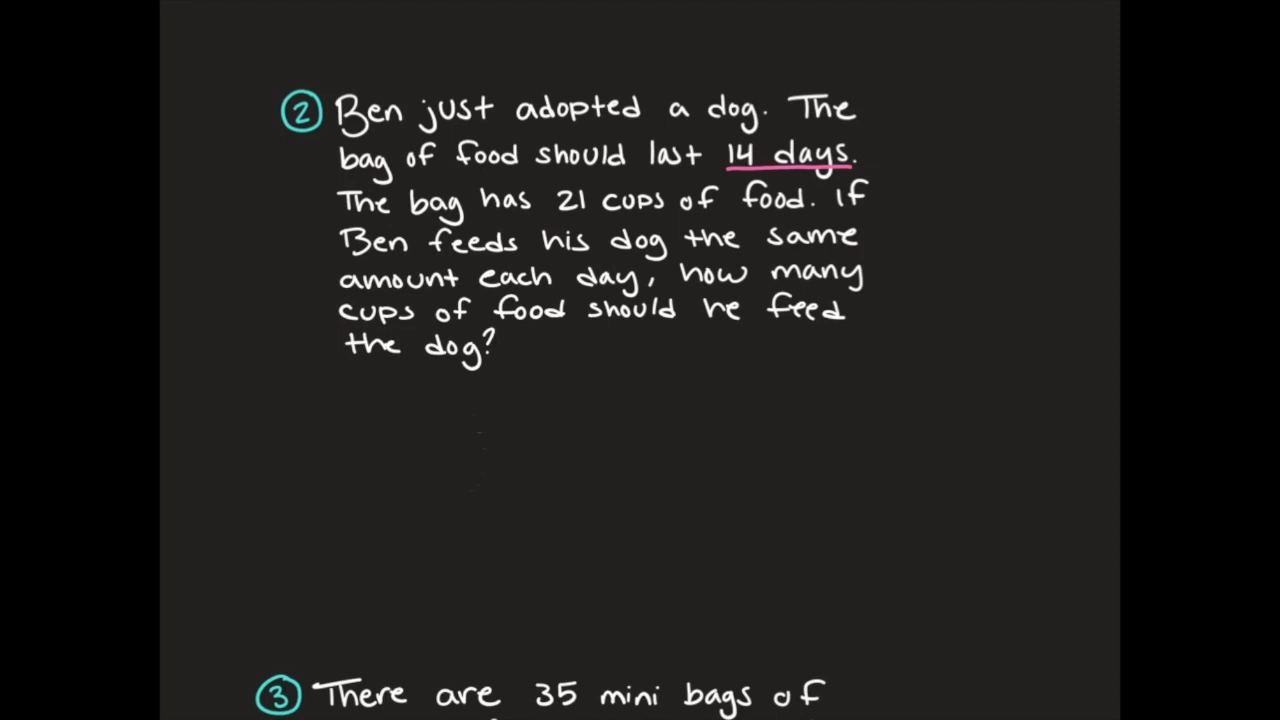 2 Ben just adopted a dog. The
bag of food should last 14 days.
The bag has 21 cups of food. If
Ben feeds his dog the same
amount each day, how many
cups of food should he feed
the dog?
3 There are 35 mini bags of